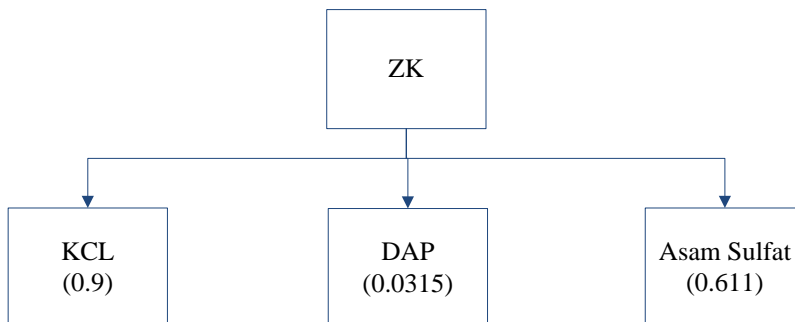 ZK
KCL
(0.9)
DAP
(0.0315)
Asam Sulfat
(0.611)